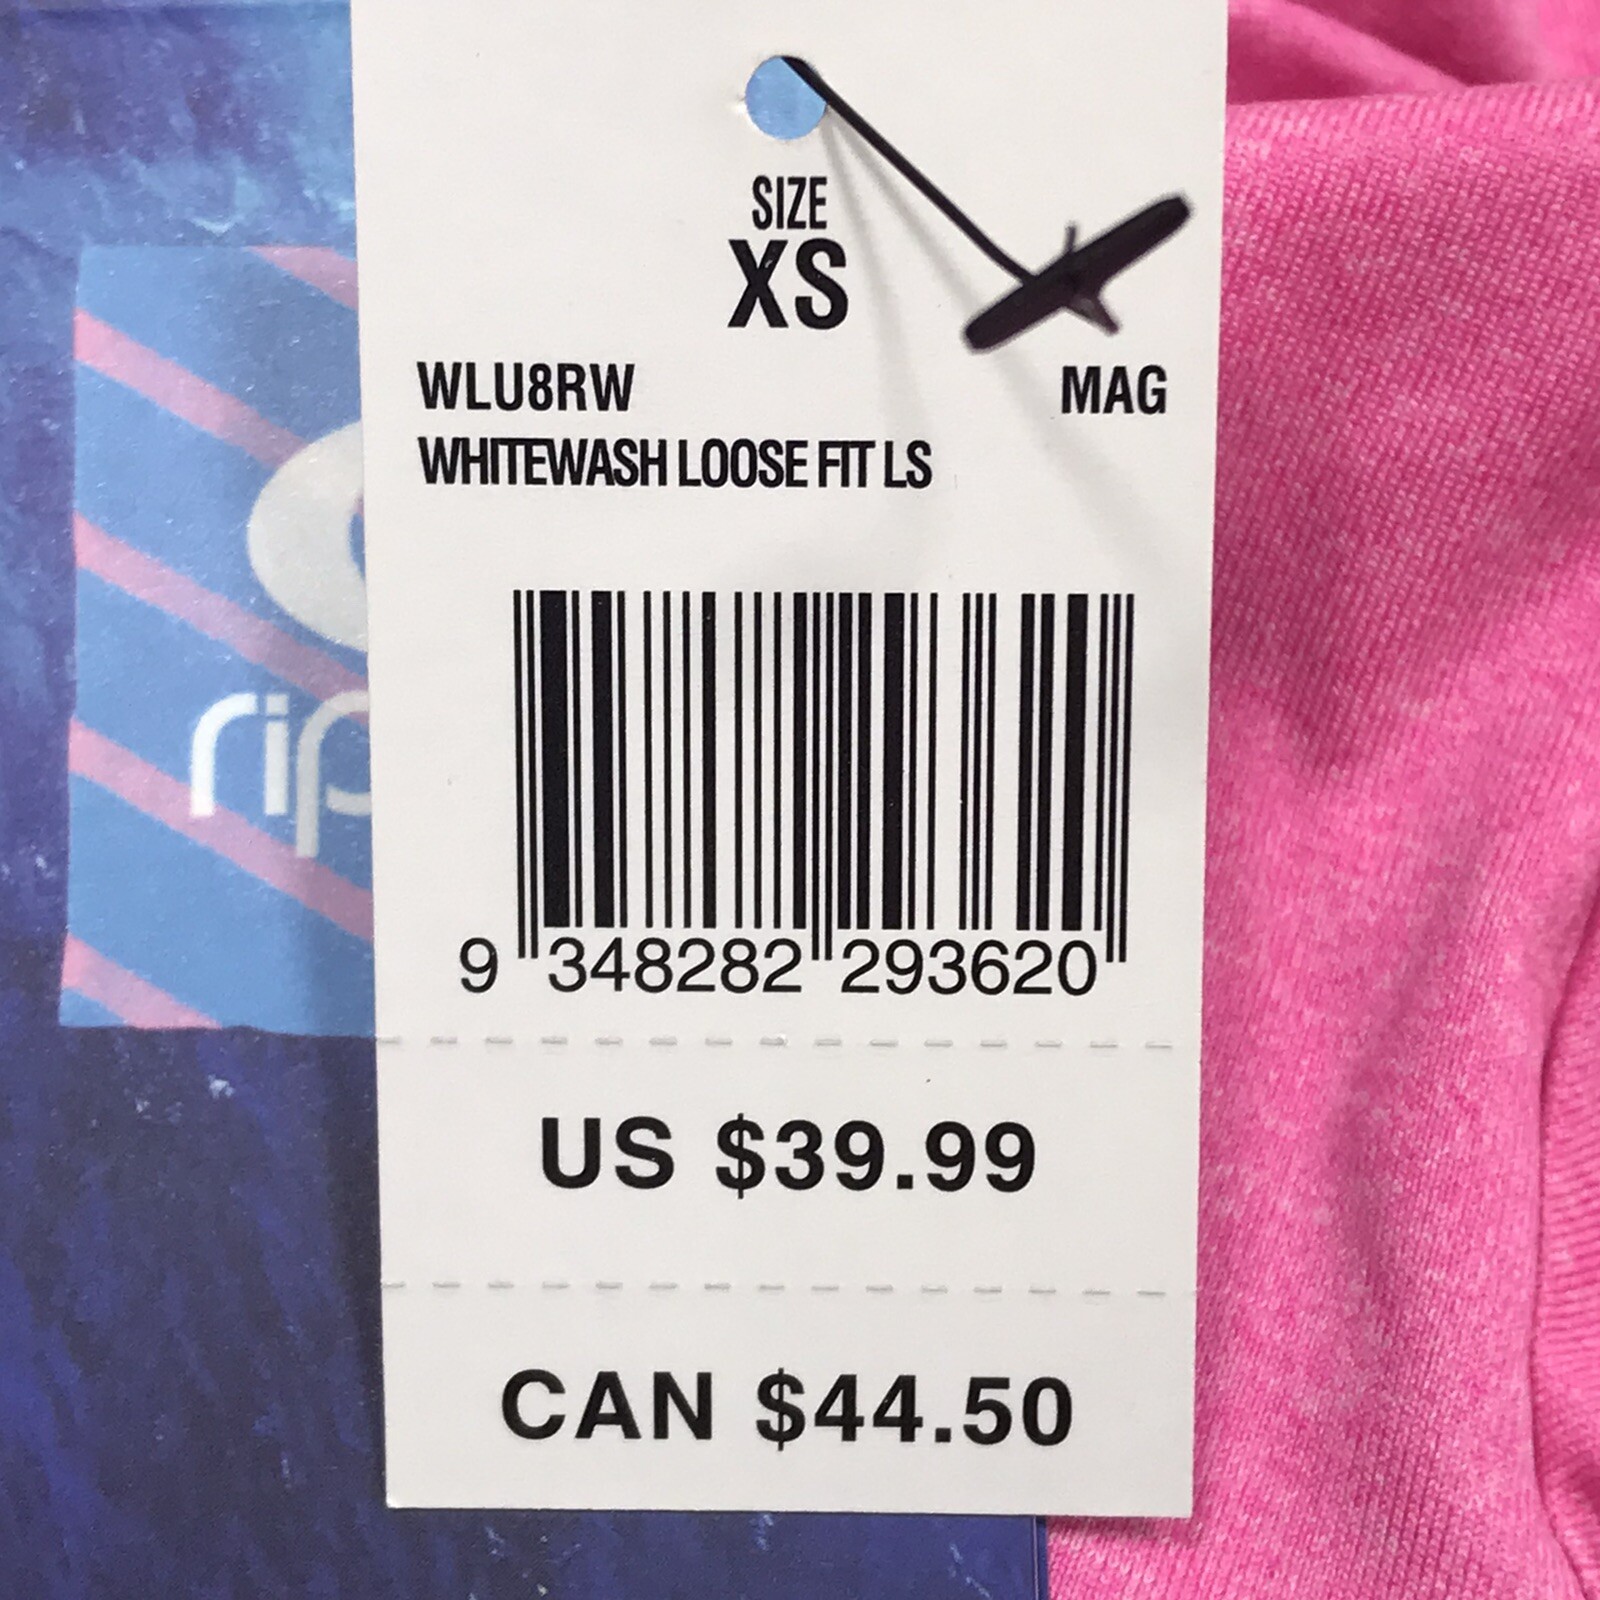 SIZE
XS
WLU8RW MAG
WHITEWASH LOOSE FIT LS
rip
9 348282 293620
US $39.99
CAN $44.50